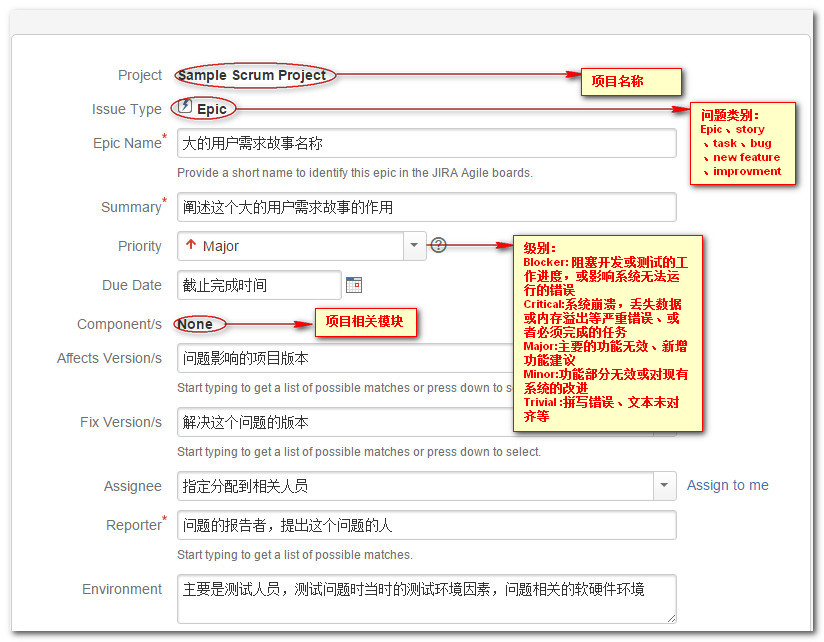 Project
Sample Scrum Project
项目名称
Issue Type
Epic
问题类别：
Epic、story
、task、bug
、new feature
、improvment
Epic Name*
大的用户需求故事名称
Provide a short name to identify this epic in the JIRA Agile boards.
Summary*
阐述这个大的用户需求故事的作用
Priority
Major
级别：
Blocker: 阻塞开发或测试的工
作进度，或影响系统无法运
行的错误
Critical:系统崩溃，丢失数据
或内存溢出等严重错误、或
者必须完成的任务
Major:主要的功能无效、新增
功能建议
Minor:功能部分无效或对现有
系统的改进
Trivial :拼写错误、文本未对
齐等
Due Date
截止完成时间
Component/s
None
项目相关模块
Affects Version/s
问题影响的项目版本
Start typing to get a list of possible matches or press down to
Fix Version/s
解决这个问题的版本
Start typing to get a list of possible matches or press down to select.
Assignee
指定分配到相关人员
Assign to me
Reporter*
问题的报告者，提出这个问题的人
Start typing to get a list of possible matches.
Environment
主要是测试人员，测试问题时当时的测试环境因素，问题相关的软硬件环境